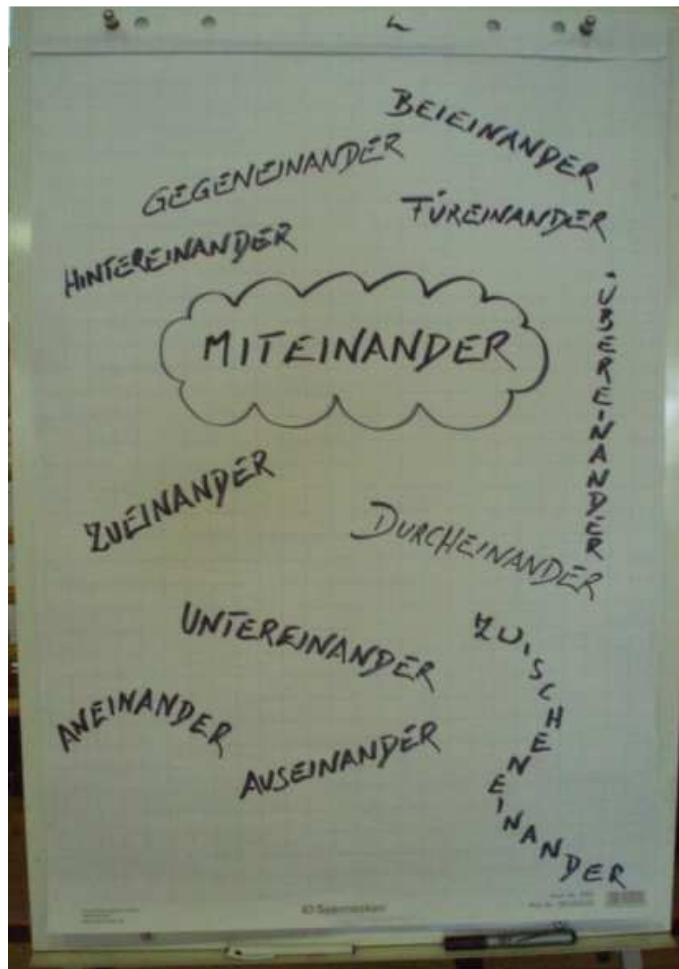 BEIEINANDER
GEGENEINANDER
FÜREINANDER
HINTEREINANDER
ÜBEREINANDER
MITEINANDER
ZUEINANDER
DURCHEINANDER
UNTEREINANDER
ZWISCHENEINANDER
ANEINANDER
AUSEINANDER